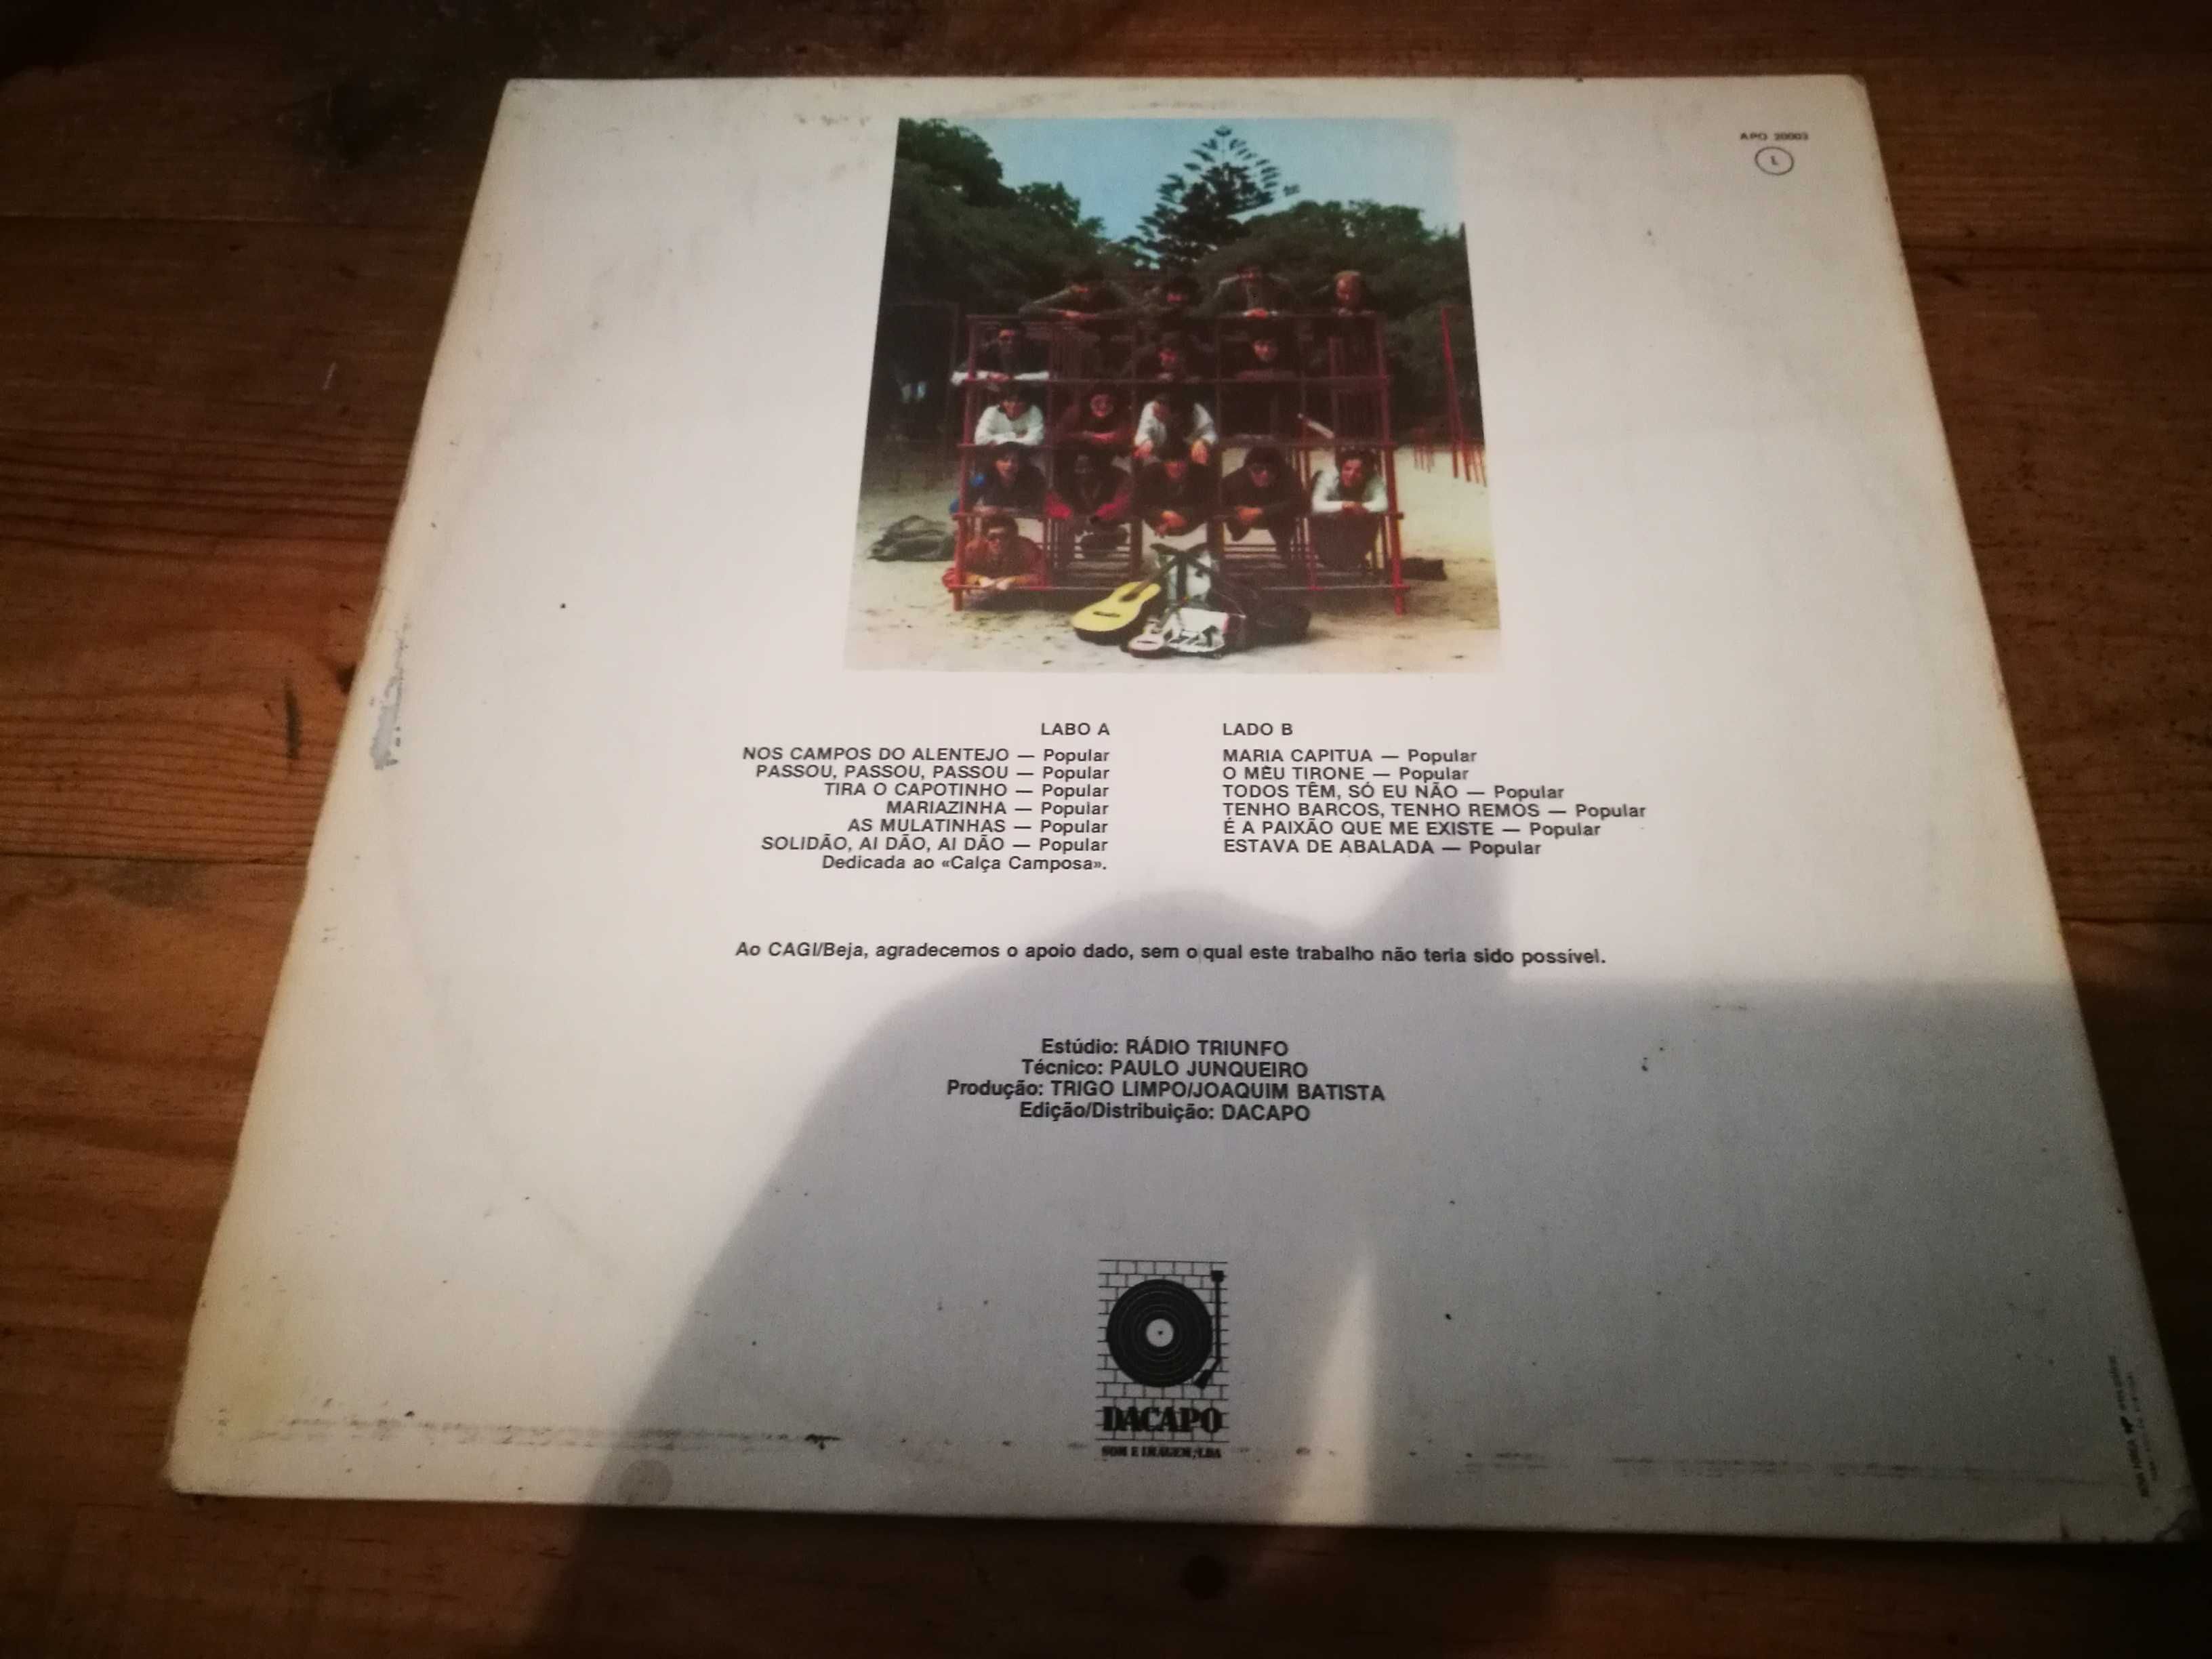 APO 20003
L
LABO A
NOS CAMPOS DO ALENTEJO — Popular
PASSOU, PASSOU, PASSOU — Popular
TIRA O CAPOTINHO — Popular
MARIAZINHA — Popular
AS MULATINHAS — Popular
SOLIDÃO, AI DÃO, AI DÃO — Popular
Dedicada ao «Calça Camposa».
LADO B
MARIA CAPITUA — Popular
O MEU TIRONE — Popular
TODOS TÊM, SÓ EU NÃO — Popular
TENHO BARCOS, TENHO REMOS — Popular
É A PAIXÃO QUE ME EXISTE — Popular
ESTAVA DE ABALADA — Popular
Ao CAGI/Beja, agradecemos o apoio dado, sem o qual este trabalho não teria sido possível.
Estúdio: RÁDIO TRIUNFO
Técnico: PAULO JUNQUEIRO
Produção: TRIGO LIMPO/JOAQUIM BATISTA
Edição/Distribuição: DACAPO
DACAPO
SOM E IMAGEM, LDA